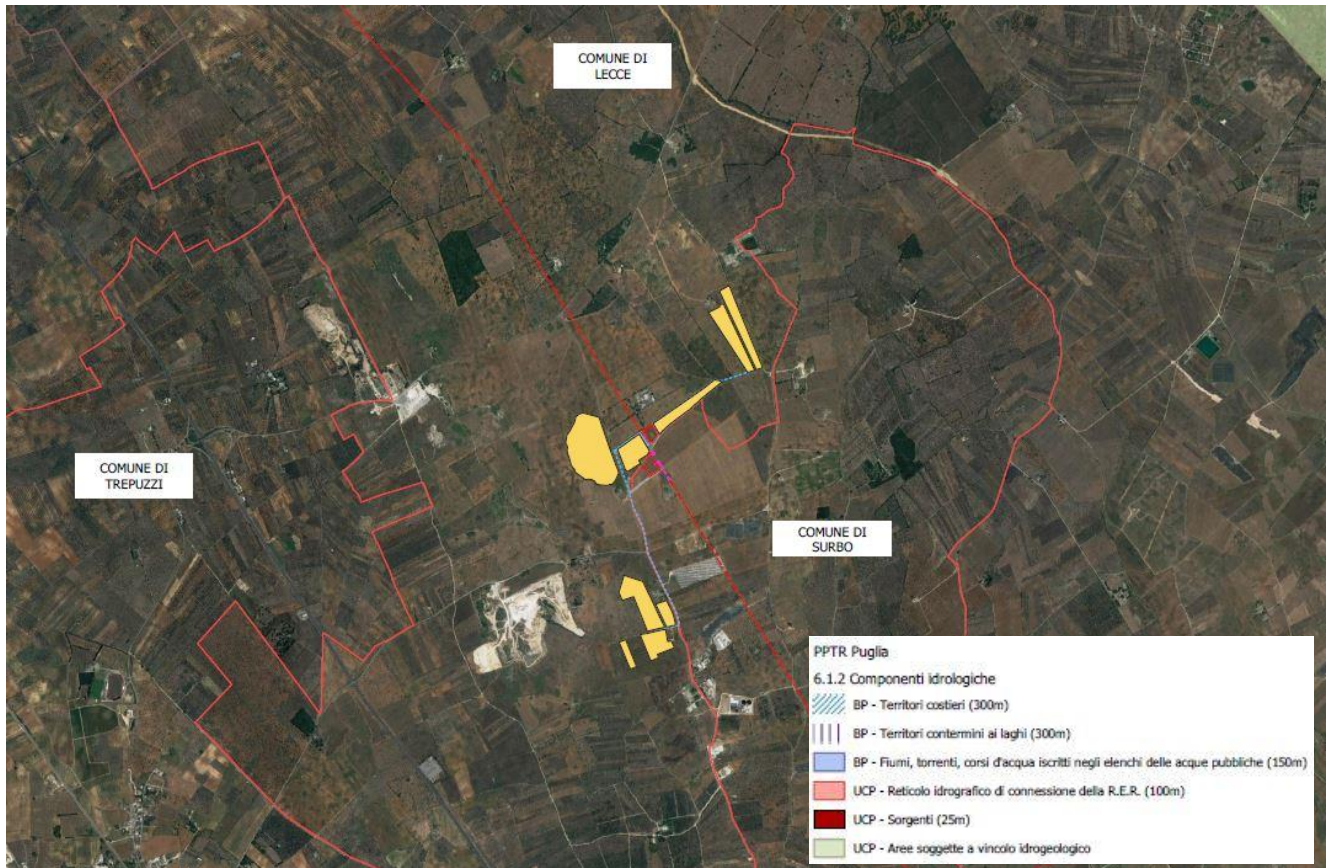 COMUNE DI
LECCE
COMUNE DI
TREPUZZI
COMUNE DI
SURBO
PPTR Puglia
6.1.2 Componenti idrologiche
BP - Territori costieri (300m)
BP - Territori contermini ai laghi (300m)
BP - Fiumi, torrenti, corsi d'acqua iscritti negli elenchi delle acque pubbliche (150m)
UCP - Reticolo idrografico di connessione della R.E.R. (100m)
UCP - Sorgenti (25m)
UCP - Aree soggette a vincolo idrogeologico